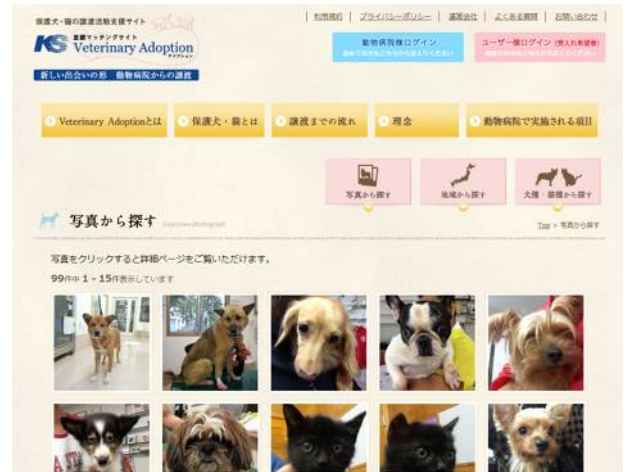 保護犬・猫の譲渡活動支援サイト
利用規約 | プライバシーポリシー | 運営会社 | よくある質問 | お問い合わせ
KS 里親マッチングサイト
Veterinary Adoption
新しい出会いの形 動物病院からの譲渡
動物病院様ログイン
ユーザー様ログイン (受入れ希望者)
Veterinary Adoptionとは
保護犬・猫とは
譲渡までの流れ
理念
動物病院で実施される項目
写真から探す
地域から探す
犬種・猫種から探す
写真から探す
Top > 写真から探す
写真をクリックすると詳細ページをご覧いただけます。
99件中 1 - 15件表示しています